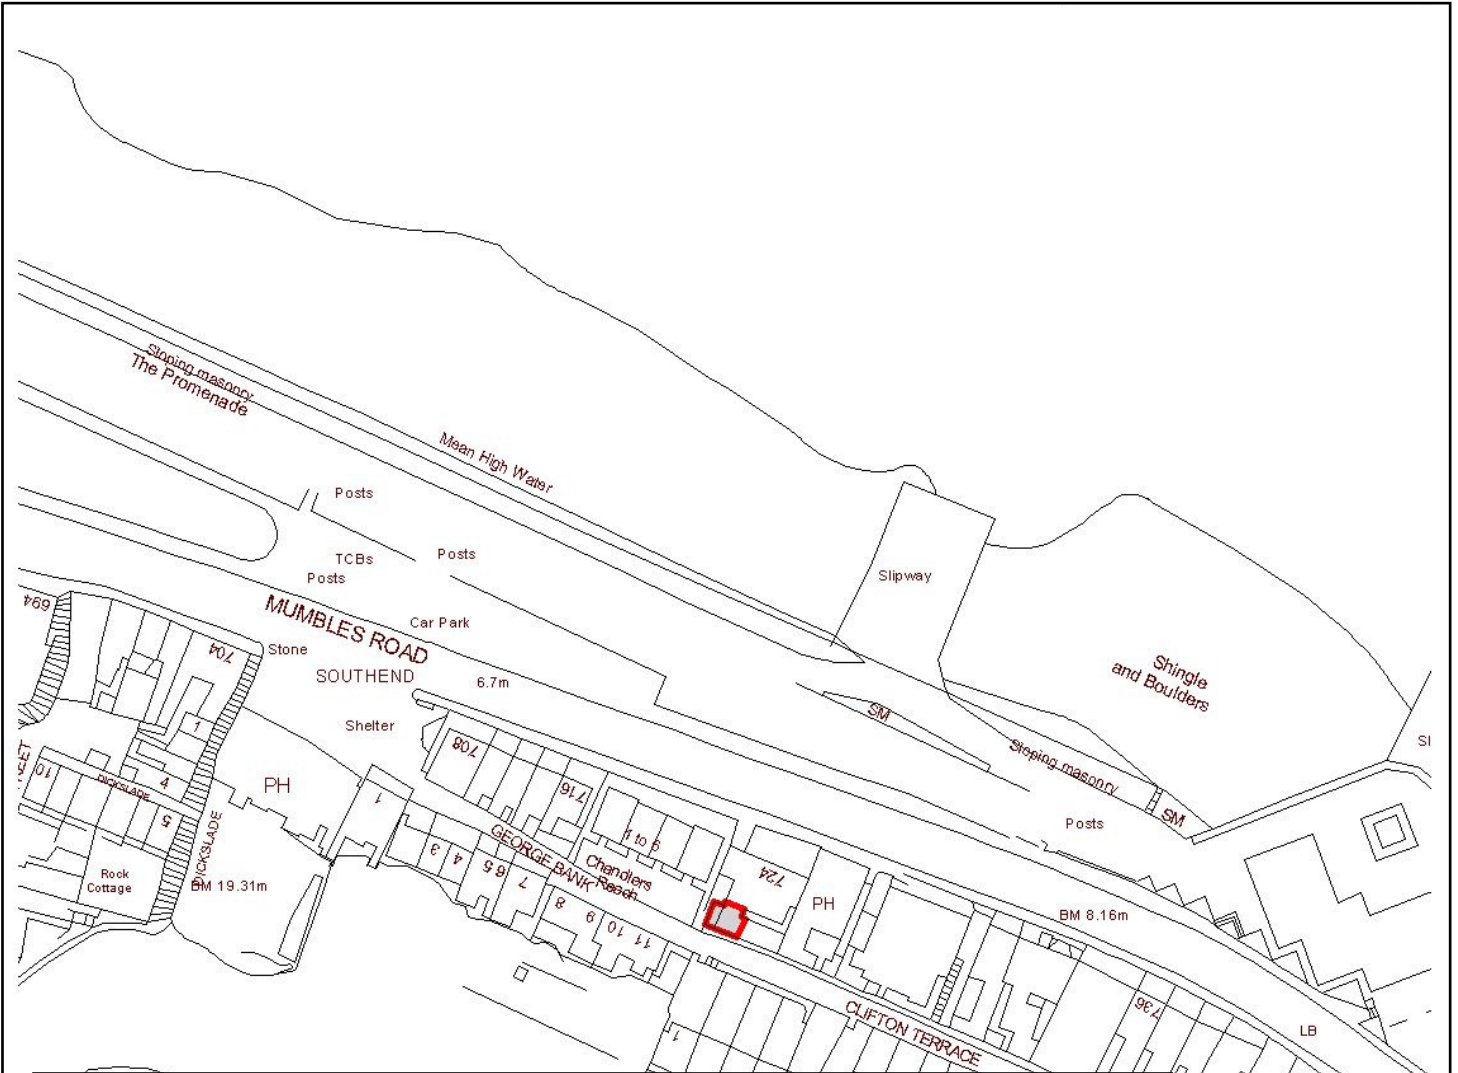 Sloping masonry
The Promenade
Mean High Water
Posts
TCBs
Posts
Posts
Slipway
Car Park
MUMBLES ROAD
694
704
Stone
SOUTHEND
6.7m
Shelter
Shingle
and Boulders
SM
Sloping masonry
SM
SI
Posts
708
716
1
PH
1
10
DICKSLADE
4
5
DICKSLADE
Rock
Cottage
BM 19.31m
3
4
5
6
7
GEORGE BANK
1 to 6
Chandlers
Reach
8
9
10
11
724
PH
BM 8.16m
CLIFTON TERRACE
1
736
LB